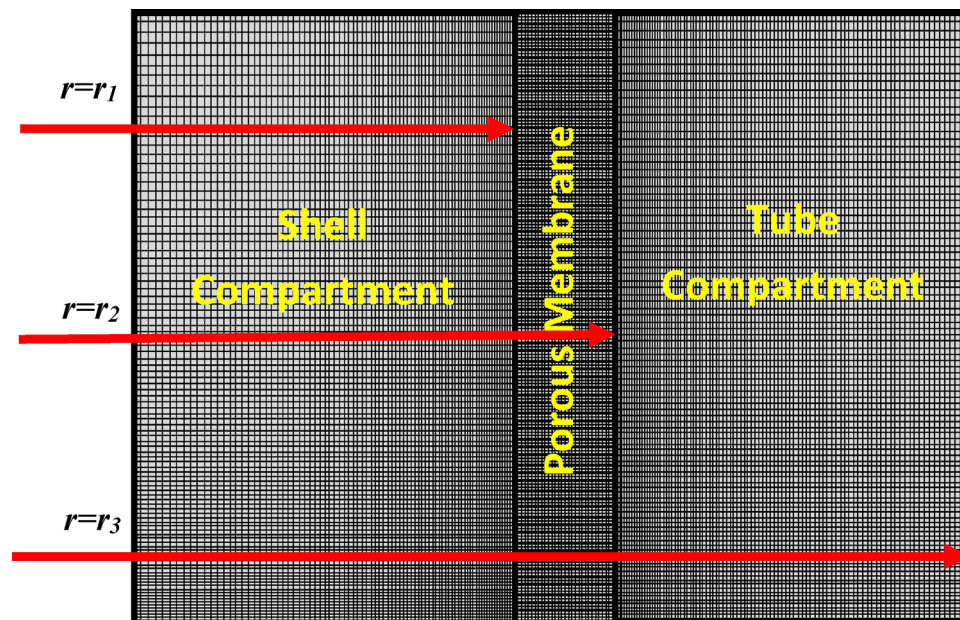 r=r1
Shell
Compartment
r=r2
Porous Membrane
Tube
Compartment
r=r3